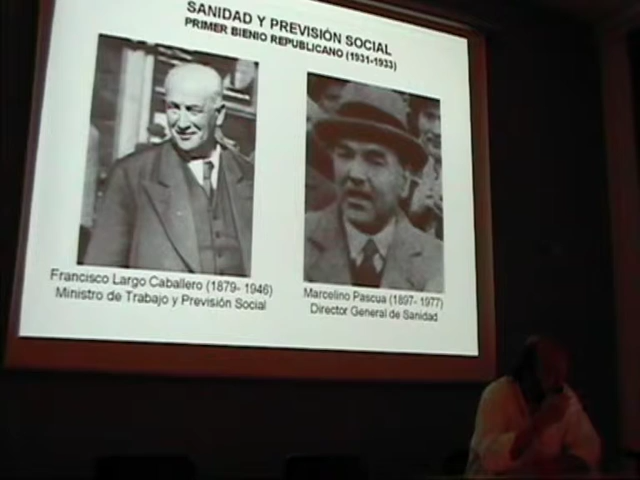 SANIDAD Y PREVISIÓN SOCIAL
PRIMER BIENIO REPUBLICANO (1931-1933)
Francisco Largo Caballero (1879- 1946)
Ministro de Trabajo y Previsión Social
Marcelino Pascua (1897- 1977)
Director General de Sanidad